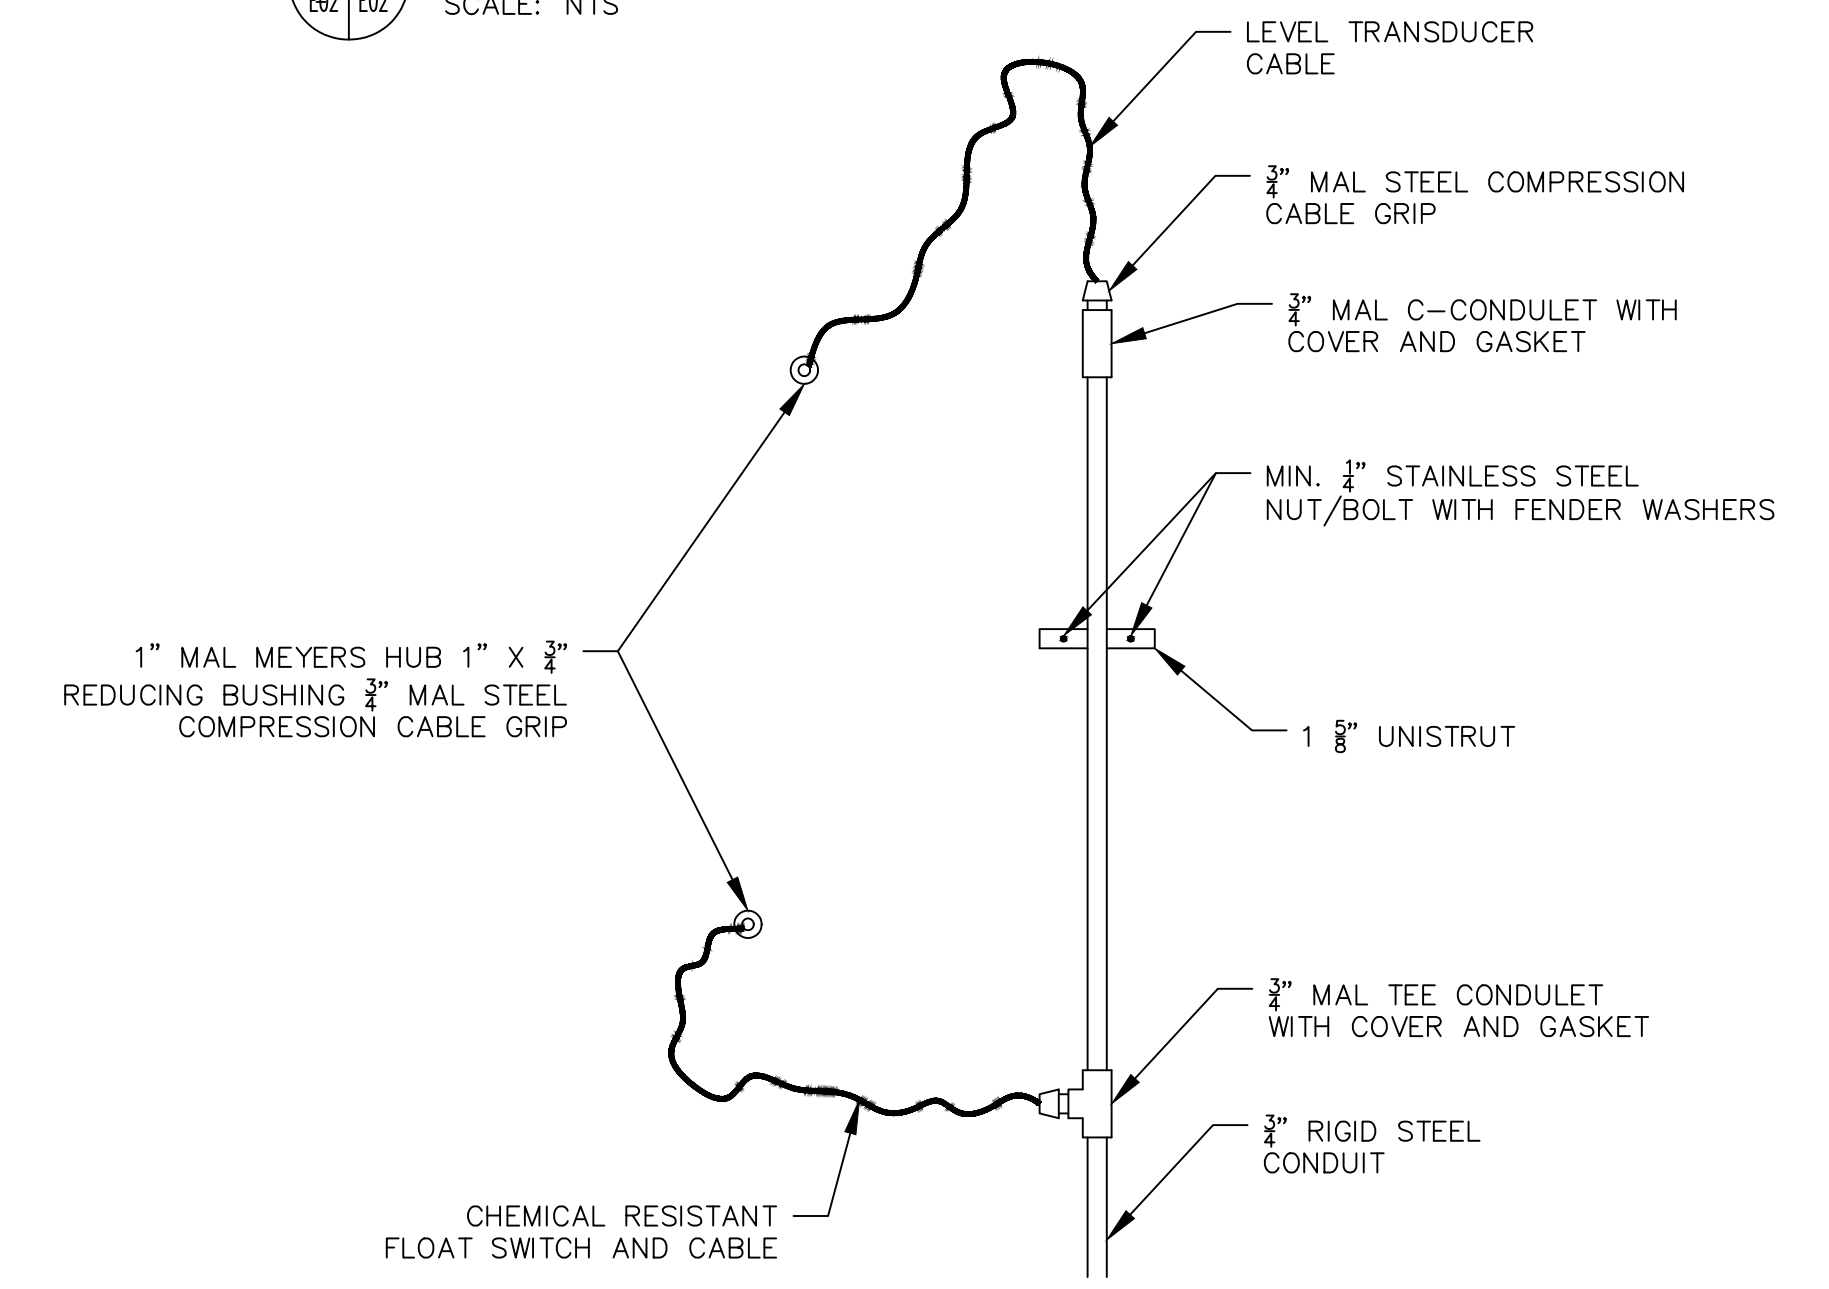 E02 E02 SCALE: NTS
LEVEL TRANSDUCER
CABLE
3/4" MAL STEEL COMPRESSION
CABLE GRIP
3/4" MAL C-CONDULET WITH
COVER AND GASKET
MIN. 1/4" STAINLESS STEEL
NUT/BOLT WITH FENDER WASHERS
1" MAL MEYERS HUB 1" X 3/4"
REDUCING BUSHING 3/4" MAL STEEL
COMPRESSION CABLE GRIP
1 5/8" UNISTRUT
3/4" MAL TEE CONDULET
WITH COVER AND GASKET
3/4" RIGID STEEL
CONDUIT
CHEMICAL RESISTANT
FLOAT SWITCH AND CABLE